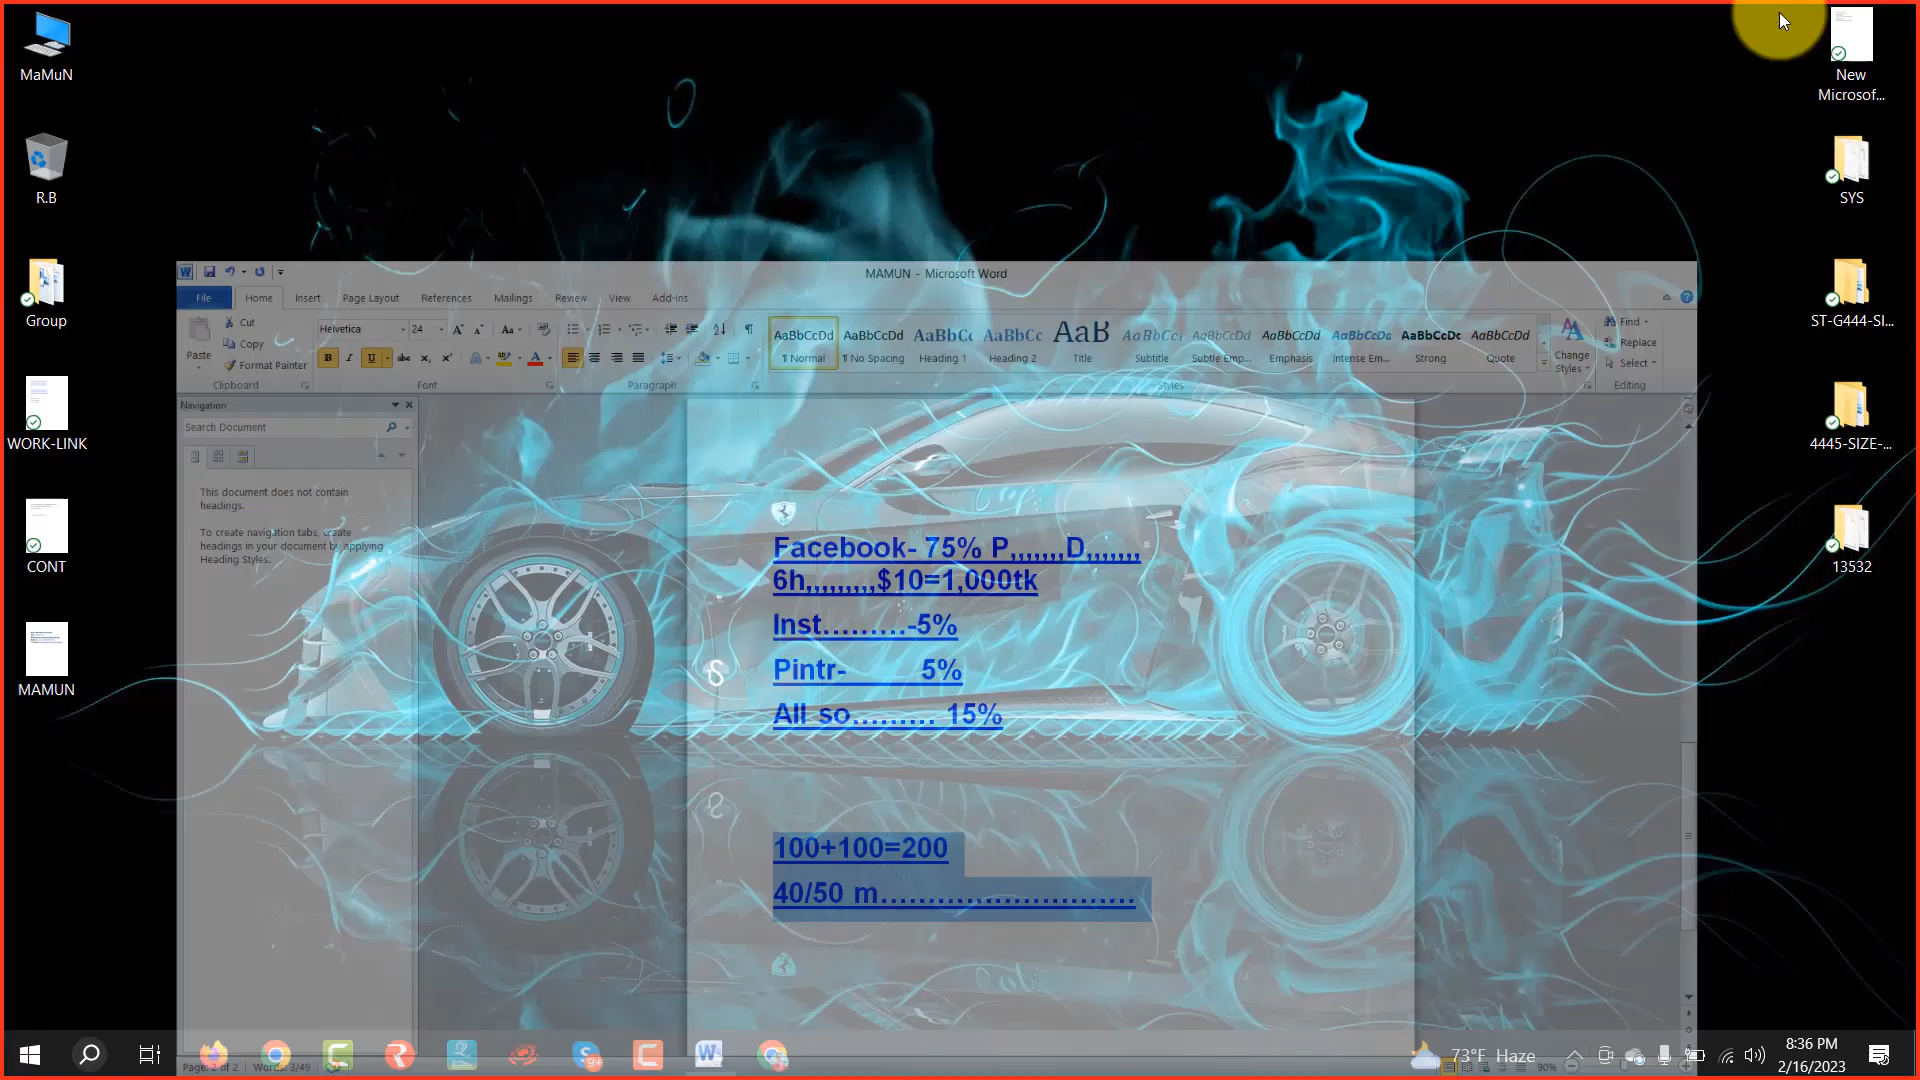 MaMuN
R.B
Group
WORK-LINK
CONT
MAMUN
New
Microsof...
SYS
ST-G444-SI...
4445-SIZE-...
13532
MAMUN - Microsoft Word
File Home Insert Page Layout References Mailings Review View Add-Ins
Paste
Cut
Copy
Format Painter
Clipboard
Helvetica 24
Font
Paragraph
AaBbCcDd AaBbCcDd AaBbCc AaBbCc AaB AaBbCcI AaBbCcDd AaBbCcDd AaBbCcDd AaBbCcDc AaBbCcDd
¶ Normal ¶ No Spacing Heading 1 Heading 2 Title Subtitle Subtle Emp... Emphasis Intense Em... Strong Quote
Styles
Change
Styles
Find
Replace
Select
Editing
Navigation
Search Document
This document does not contain
headings.
To create navigation tabs, create
headings in your document by applying
Heading Styles.
Facebook- 75% P,,,,,,,D,,,,,,,
6h,,,,,,,,,$10=1,000tk
Inst.........-5%
Pintr- 5%
All so......... 15%
100+100=200
40/50 m...........................
Page: 2 of 2 Words: 3/49
90%
73°F Haze
8:36 PM
2/16/2023